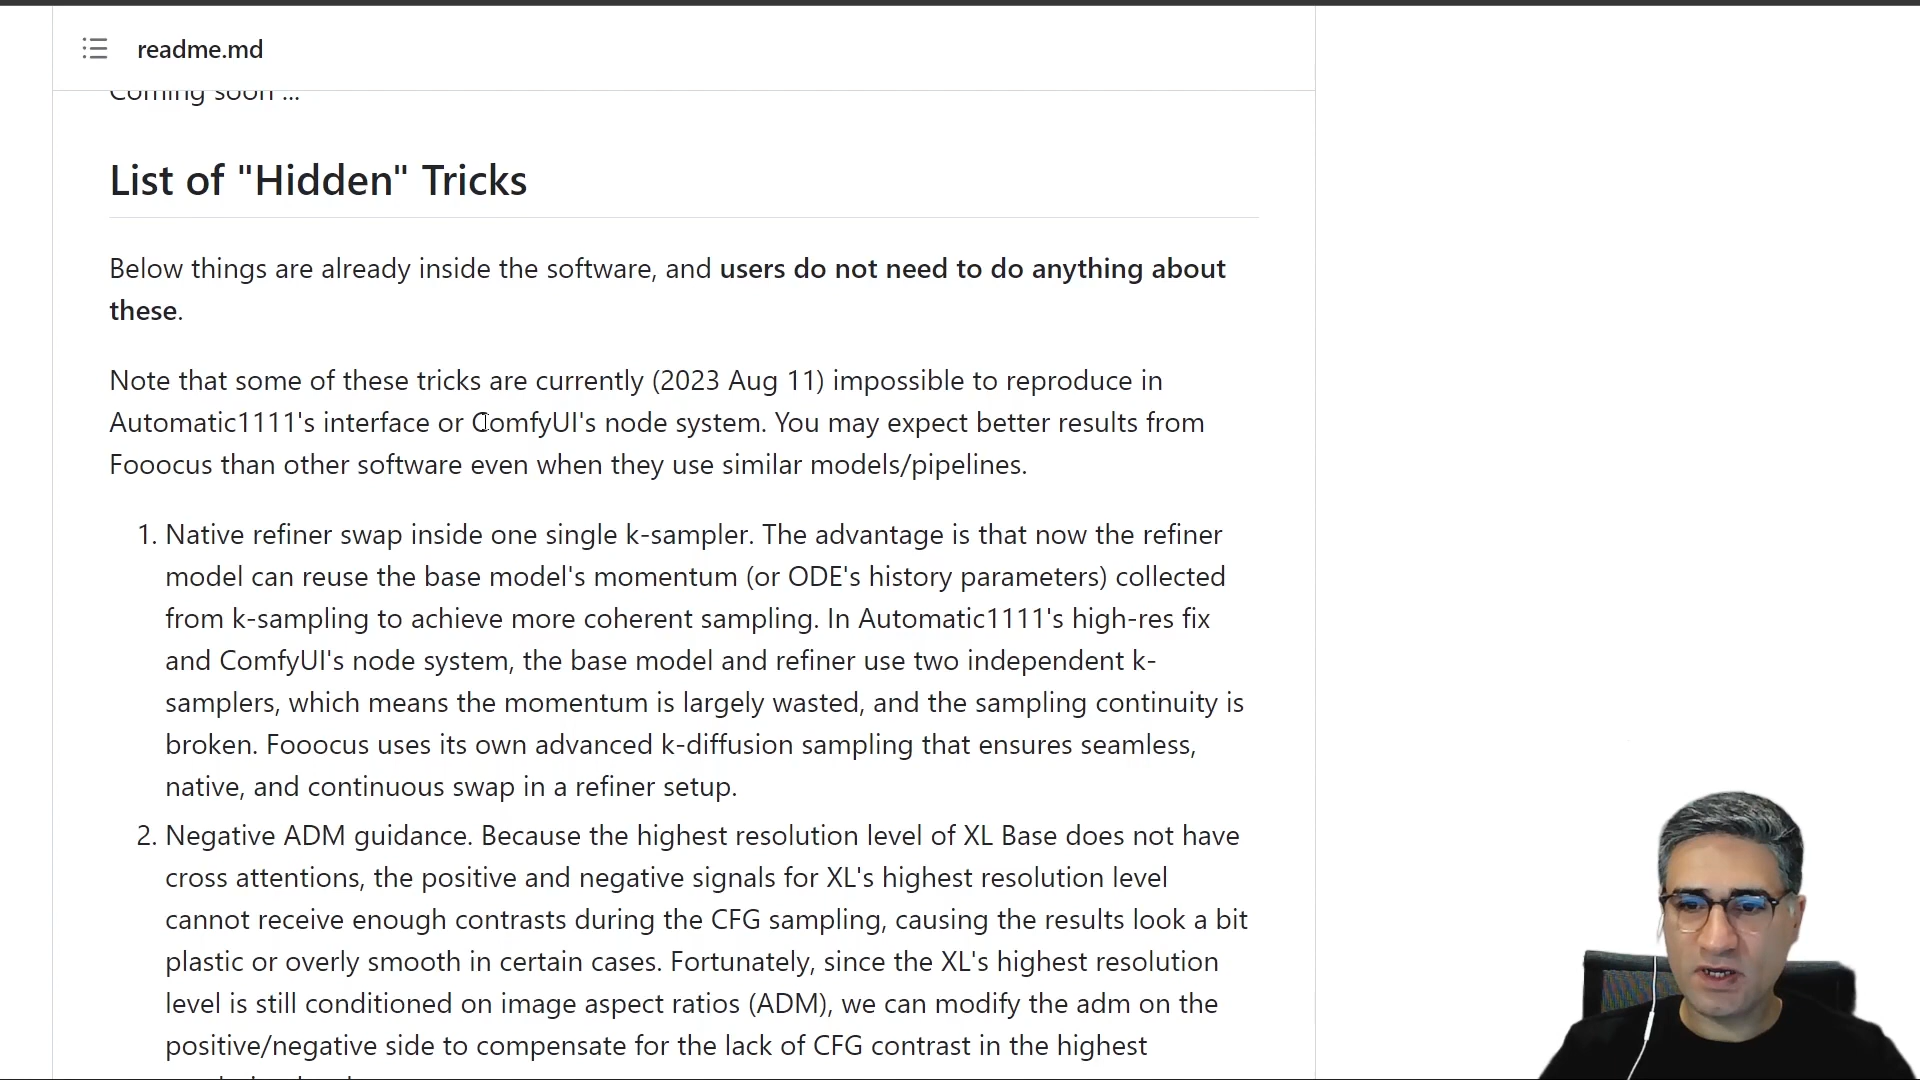 readme.md
Coming soon ...
List of "Hidden" Tricks
Below things are already inside the software, and users do not need to do anything about
these.
Note that some of these tricks are currently (2023 Aug 11) impossible to reproduce in
Automatic1111's interface or ComfyUI's node system. You may expect better results from
Fooocus than other software even when they use similar models/pipelines.
1. Native refiner swap inside one single k-sampler. The advantage is that now the refiner
model can reuse the base model's momentum (or ODE's history parameters) collected
from k-sampling to achieve more coherent sampling. In Automatic1111's high-res fix
and ComfyUI's node system, the base model and refiner use two independent k-
samplers, which means the momentum is largely wasted, and the sampling continuity is
broken. Fooocus uses its own advanced k-diffusion sampling that ensures seamless,
native, and continuous swap in a refiner setup.
2. Negative ADM guidance. Because the highest resolution level of XL Base does not have
cross attentions, the positive and negative signals for XL's highest resolution level
cannot receive enough contrasts during the CFG sampling, causing the results look a bit
plastic or overly smooth in certain cases. Fortunately, since the XL's highest resolution
level is still conditioned on image aspect ratios (ADM), we can modify the adm on the
positive/negative side to compensate for the lack of CFG contrast in the highest